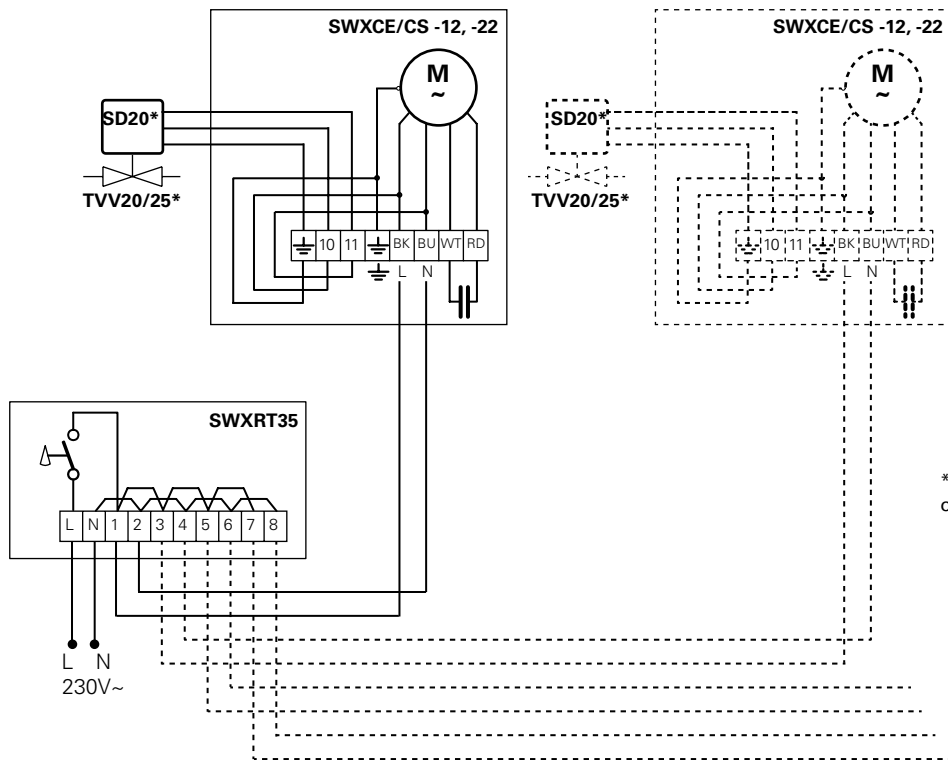 SWXCE/CS -12, -22
M
~
SD20*
TVV20/25*
10 11 BK BU WT RD
L N
SWXCE/CS -12, -22
M
~
SD20*
TVV20/25*
10 11 BK BU WT RD
L N
SWXRT35
L N 1 2 3 4 5 6 7 8
L N
230V~
*